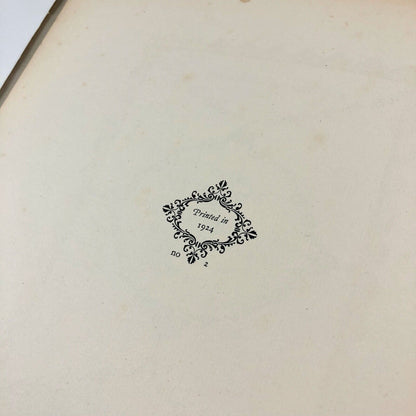 Printed in
1924
no 2